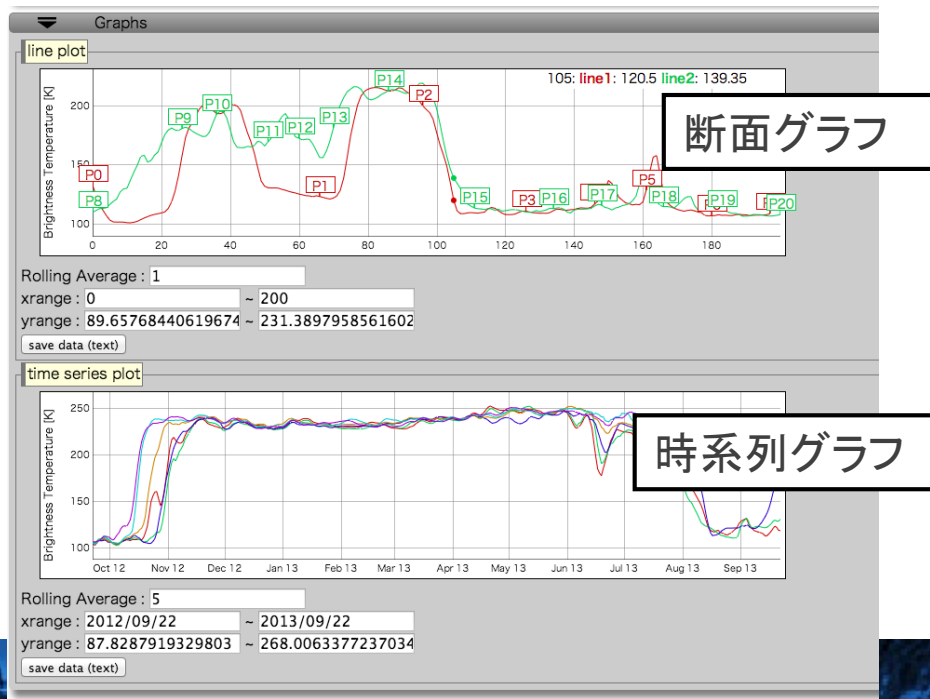 Graphs
line plot
105: line1: 120.5 line2: 139.35
断面グラフ
Brightness Temperature [K]
200
150
100
P0
P8
P9
P10
P11
P12
P13
P1
P14
P2
P15
P3
P16
P17
P5
P18
P19
P20
0 20 40 60 80 100 120 140 160 180
Rolling Average : 1
xrange : 0 ~ 200
yrange : 89.65768440619674 ~ 231.3897958561602
save data (text)
time series plot
時系列グラフ
Brightness Temperature [K]
250
200
150
100
Oct 12 Nov 12 Dec 12 Jan 13 Feb 13 Mar 13 Apr 13 May 13 Jun 13 Jul 13 Aug 13 Sep 13
Rolling Average : 5
xrange : 2012/09/22 ~ 2013/09/22
yrange : 87.8287919329803 ~ 268.0063377237034
save data (text)